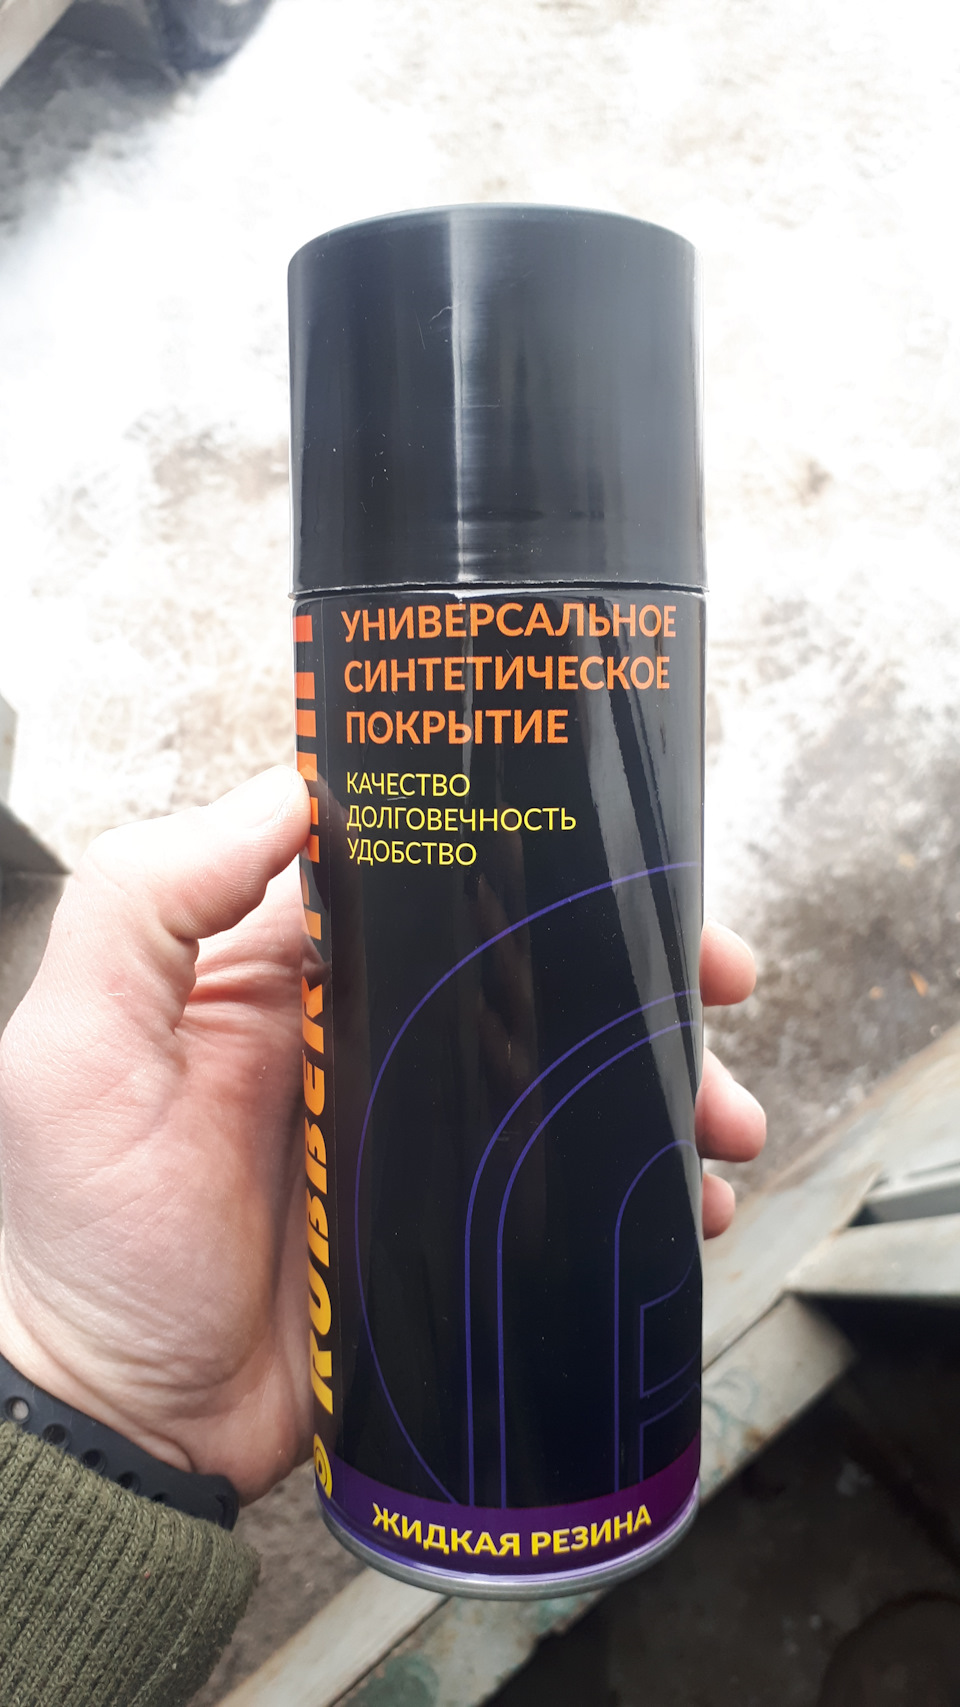 УНИВЕРСАЛЬНОЕ
СИНТЕТИЧЕСКОЕ
ПОКРЫТИЕ
КАЧЕСТВО
ДОЛГОВЕЧНОСТЬ
УДОБСТВО
RUBBER
ЖИДКАЯ РЕЗИНА